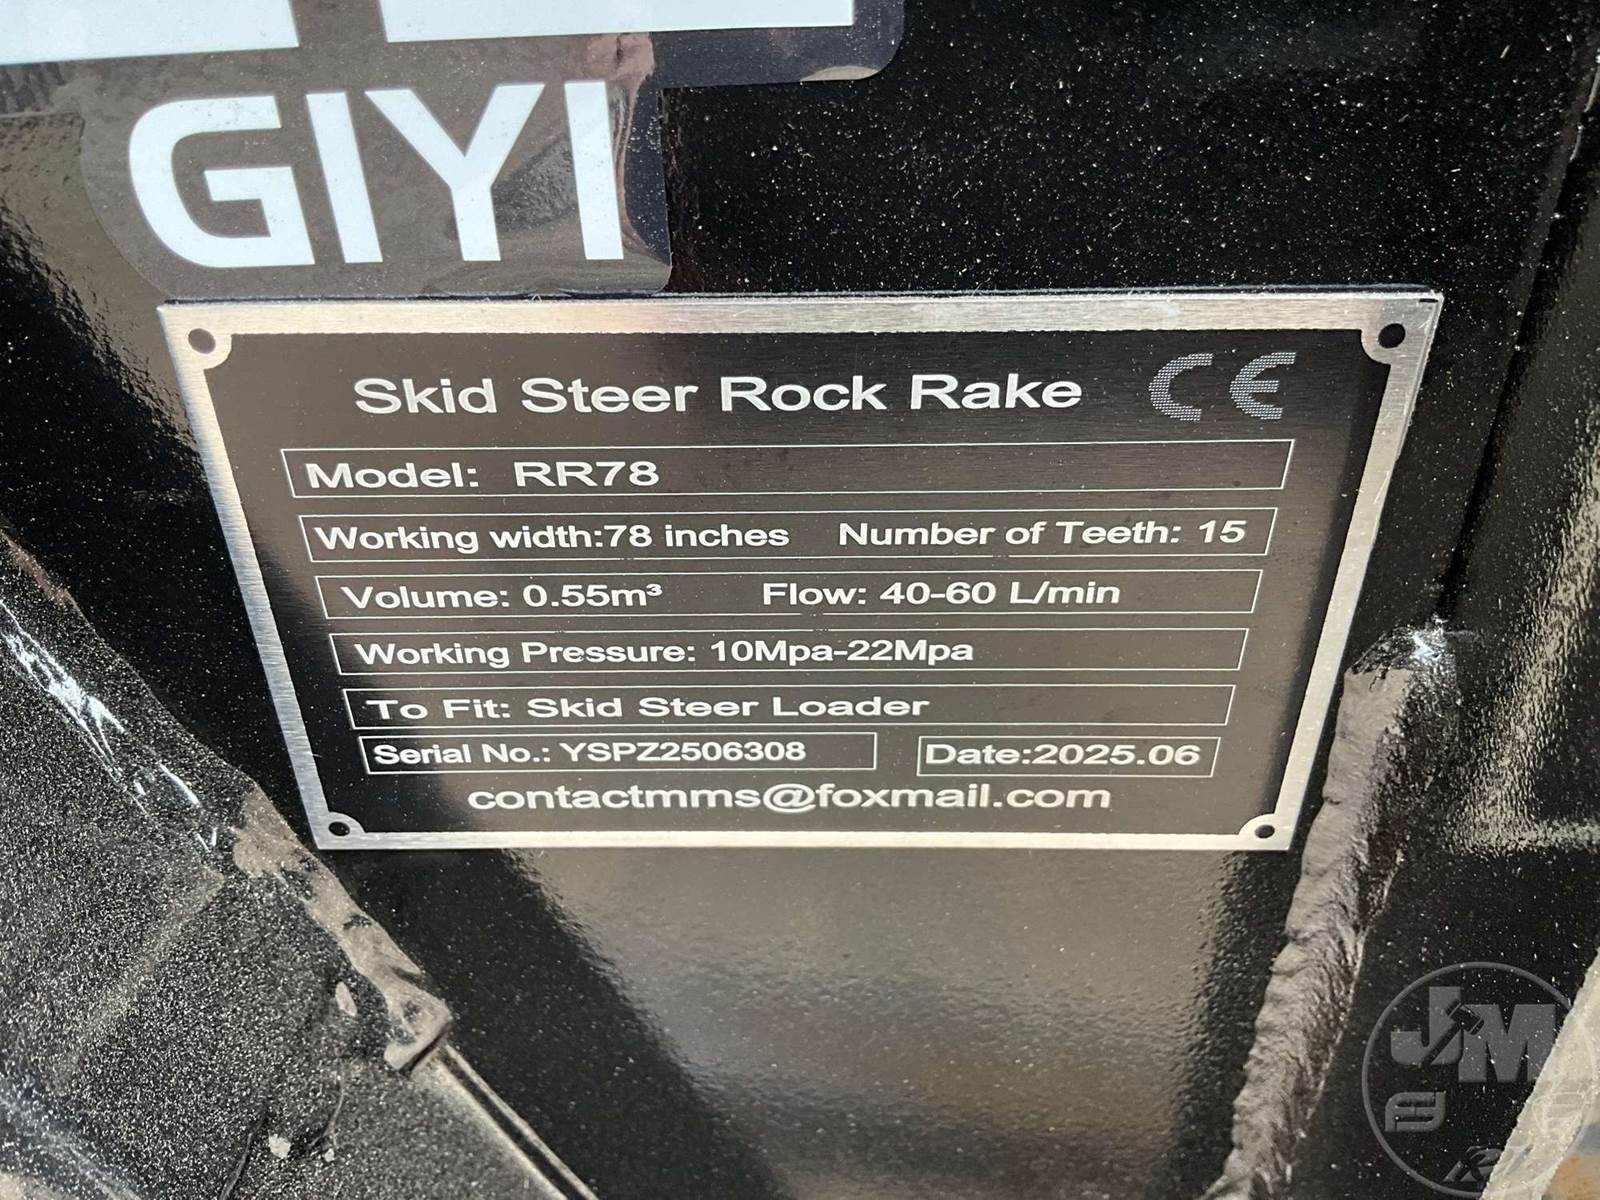 GIYI
Skid Steer Rock Rake CE
Model: RR78
Working width:78 inches Number of Teeth: 15
Volume: 0.55m³ Flow: 40-60 L/min
Working Pressure: 10Mpa-22Mpa
To Fit: Skid Steer Loader
Serial No.: YSPZ2506308 Date:2025.06
contactmms@foxmail.com
JM